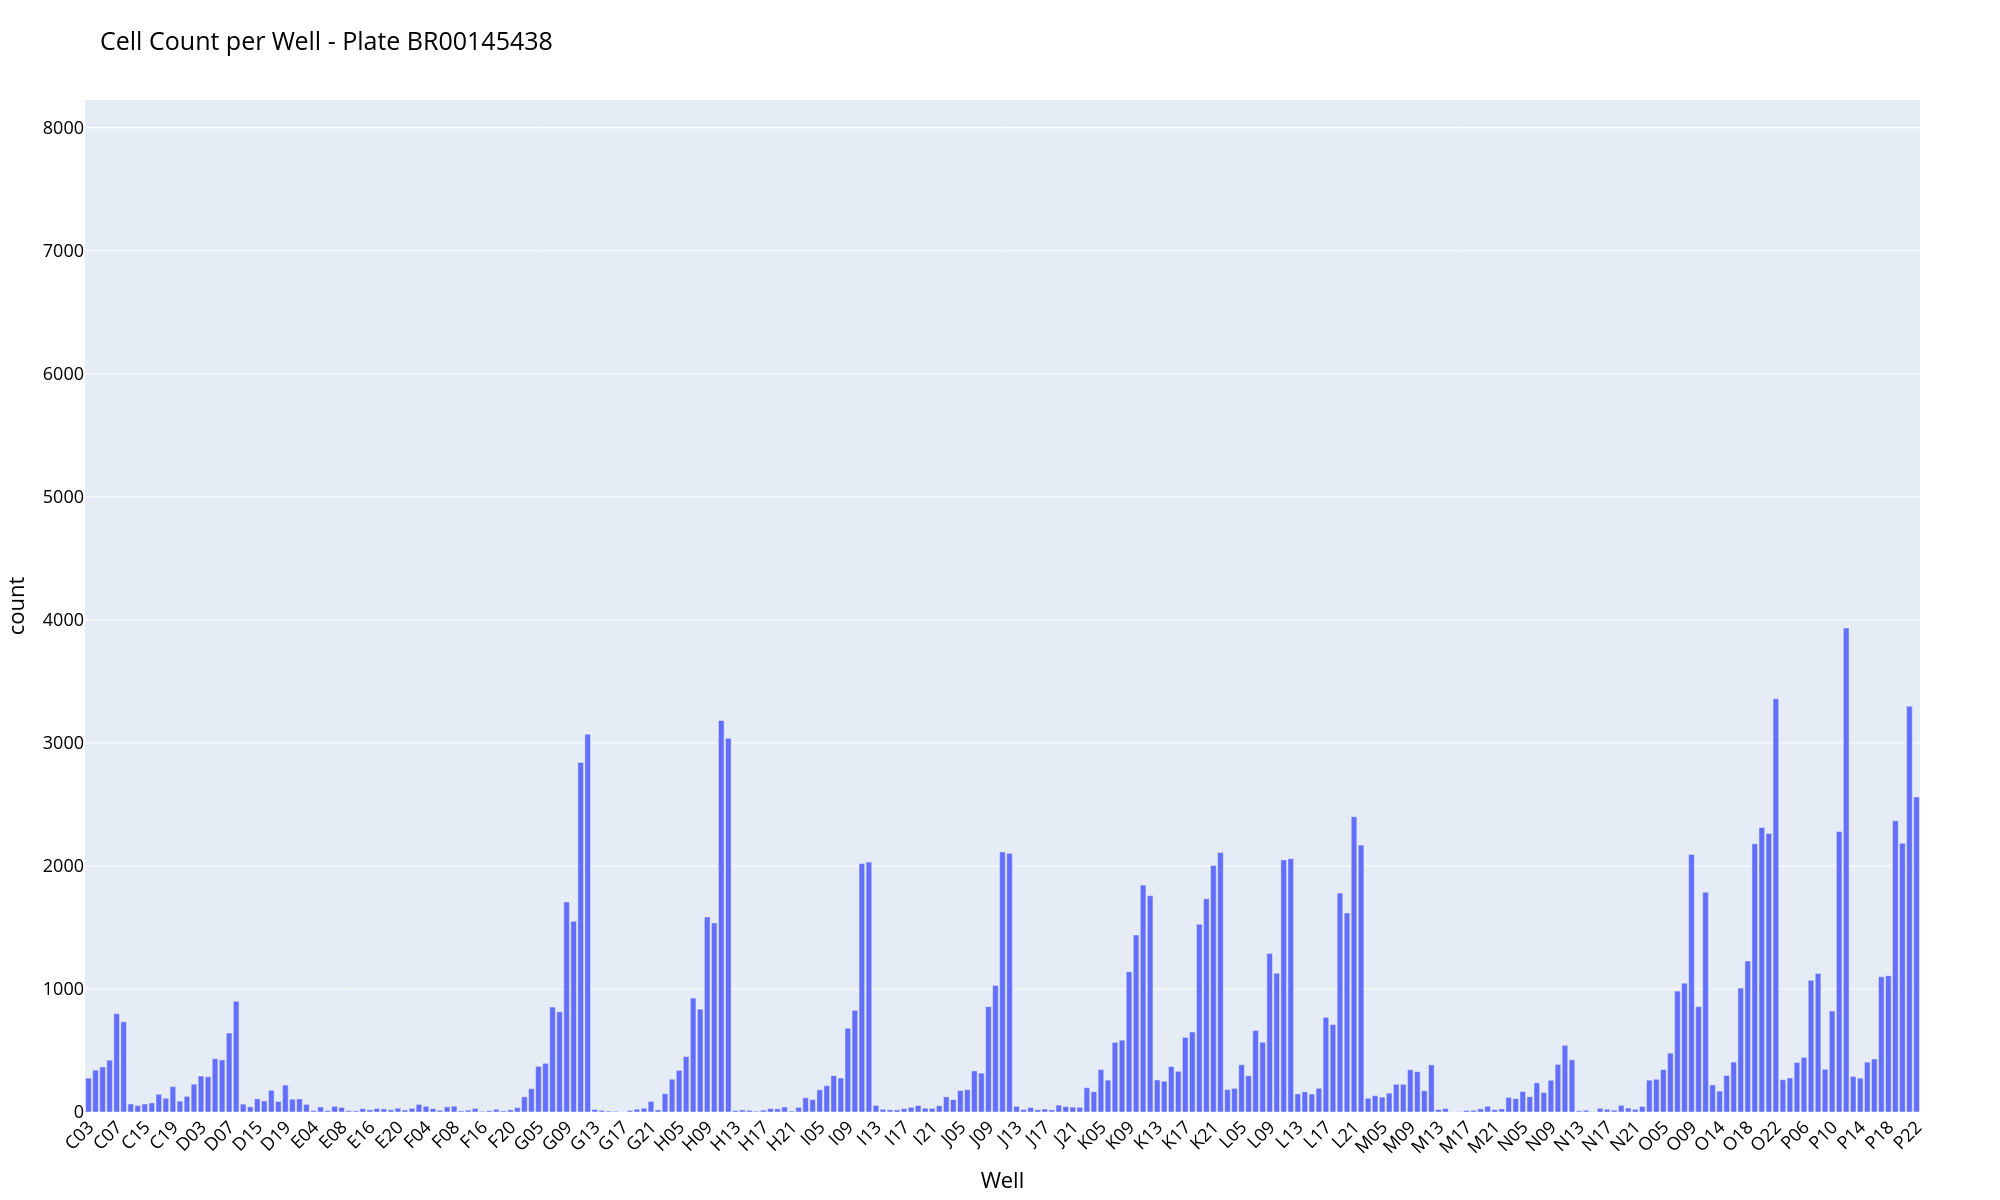 Cell Count per Well - Plate BR00145438
8000
7000
6000
5000
4000
3000
2000
1000
0
count
C03 C07 C15 C19 D03 D07 D15 D19 E04 E08 E16 E20 F04 F08 F16 F20 G05 G09 G13 G17 G21 H05 H09 H13 H17 H21 I05 I09 I13 I17 I21 J05 J09 J13 J17 J21 K05 K09 K13 K17 K21 L05 L09 L13 L17 L21 M05 M09 M13 M17 M21 N05 N09 N13 N17 N21 O05 O09 O14 O18 O22 P06 P10 P14 P18 P22
Well